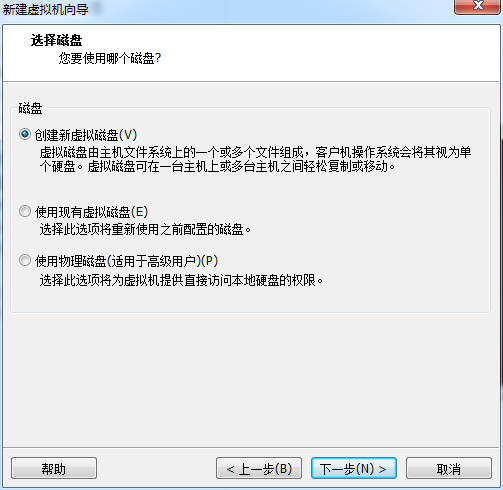 新建虚拟机向导
选择磁盘
您要使用哪个磁盘?
磁盘
创建新虚拟磁盘(V)
虚拟磁盘由主机文件系统上的一个或多个文件组成，客户机操作系统会将其视为单
个硬盘。虚拟磁盘可在一台主机上或多台主机之间轻松复制或移动。
使用现有虚拟磁盘(E)
选择此选项将重新使用之前配置的磁盘。
使用物理磁盘(适用于高级用户)(P)
选择此选项将为虚拟机提供直接访问本地硬盘的权限。
帮助
< 上一步(B)
下一步(N) >
取消